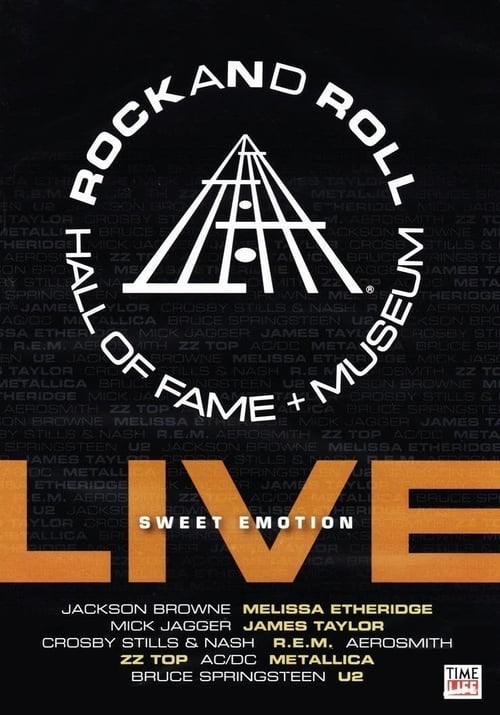 ROCK AND ROLL
HALL OF FAME + MUSEUM
®
LIVE
SWEET EMOTION
JACKSON BROWNE MELISSA ETHERIDGE
MICK JAGGER JAMES TAYLOR
CROSBY STILLS & NASH R.E.M. AEROSMITH
ZZ TOP AC/DC METALLICA
BRUCE SPRINGSTEEN U2
TIME
LIFE